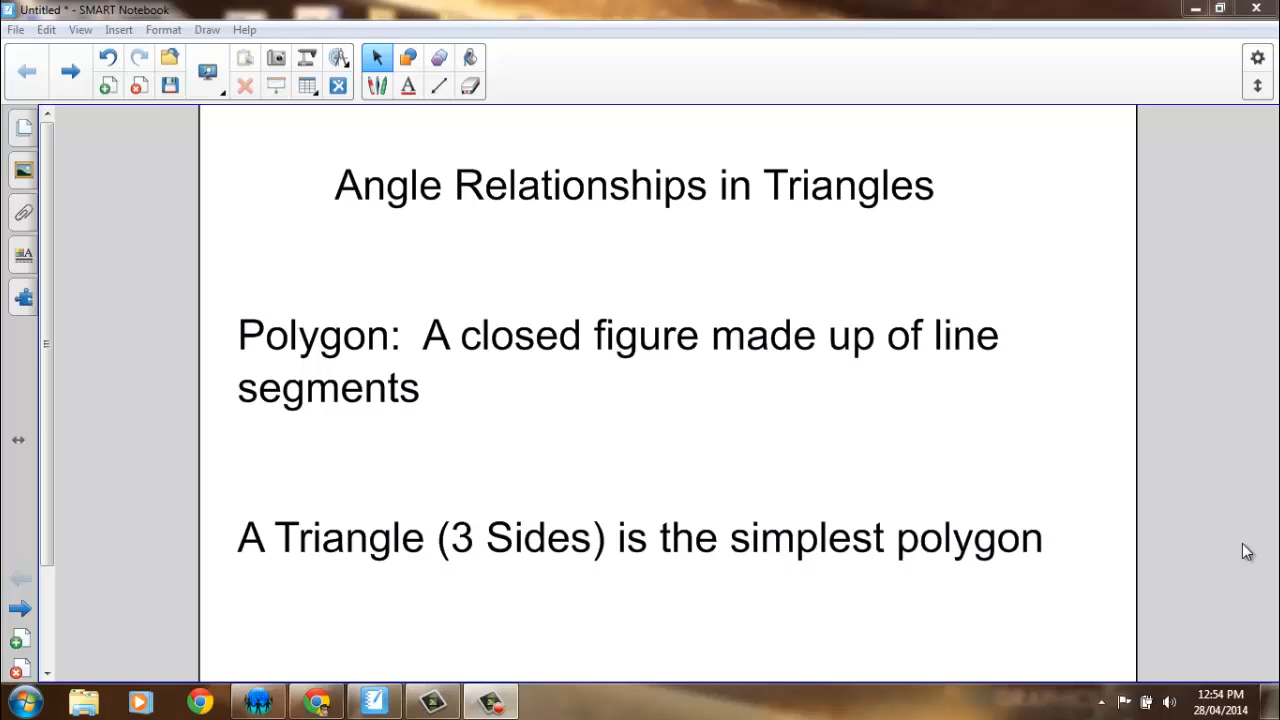 Untitled * - SMART Notebook
File Edit View Insert Format Draw Help
Angle Relationships in Triangles
Polygon:  A closed figure made up of line
segments
A Triangle (3 Sides) is the simplest polygon
12:54 PM
28/04/2014